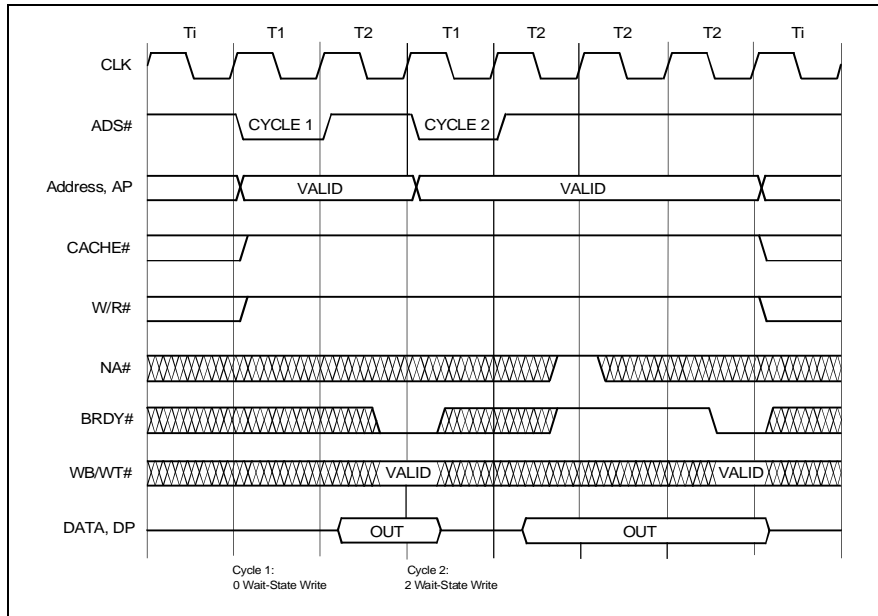 Ti T1 T2 T1 T2 T2 T2 Ti
CLK
ADS# CYCLE 1 CYCLE 2
Address, AP VALID VALID
CACHE#
W/R#
NA#
BRDY#
WB/WT# VALID VALID
DATA, DP OUT OUT
Cycle 1: Cycle 2:
0 Wait-State Write 2 Wait-State Write